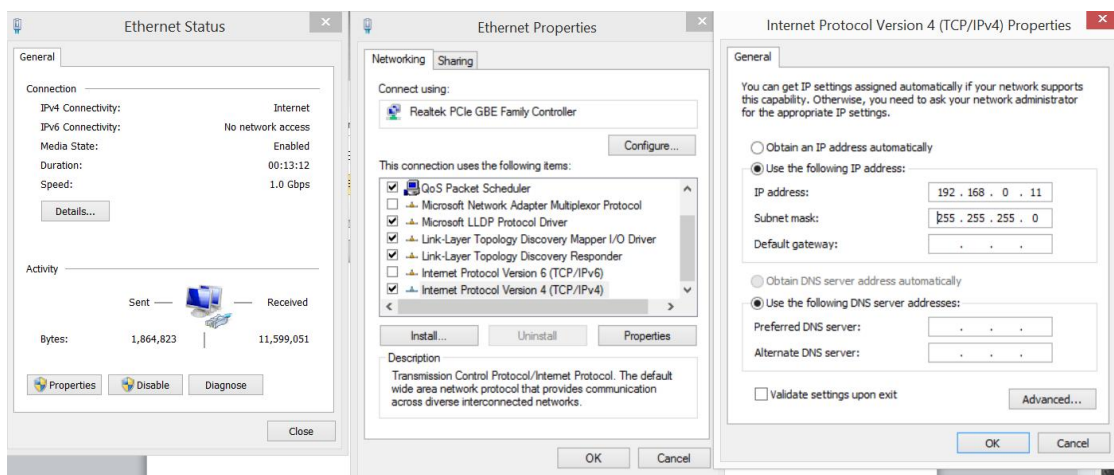 Ethernet Status
General
Connection
IPv4 Connectivity: Internet
IPv6 Connectivity: No network access
Media State: Enabled
Duration: 00:13:12
Speed: 1.0 Gbps
Details...
Activity
Sent Received
Bytes: 1,864,823 11,599,051
Properties Disable Diagnose
Close
Ethernet Properties
Networking Sharing
Connect using:
Realtek PCIe GBE Family Controller
Configure...
This connection uses the following items:
QoS Packet Scheduler
Microsoft Network Adapter Multiplexor Protocol
Microsoft LLDP Protocol Driver
Link-Layer Topology Discovery Mapper I/O Driver
Link-Layer Topology Discovery Responder
Internet Protocol Version 6 (TCP/IPv6)
Internet Protocol Version 4 (TCP/IPv4)
Install... Uninstall Properties
Description
Transmission Control Protocol/Internet Protocol. The default
wide area network protocol that provides communication
across diverse interconnected networks.
OK Cancel
Internet Protocol Version 4 (TCP/IPv4) Properties
General
You can get IP settings assigned automatically if your network supports
this capability. Otherwise, you need to ask your network administrator
for the appropriate IP settings.
Obtain an IP address automatically
Use the following IP address:
IP address: 192 . 168 . 0 . 11
Subnet mask: 255 . 255 . 255 . 0
Default gateway: . . .
Obtain DNS server address automatically
Use the following DNS server addresses:
Preferred DNS server: . . .
Alternate DNS server: . . .
Validate settings upon exit
Advanced...
OK Cancel